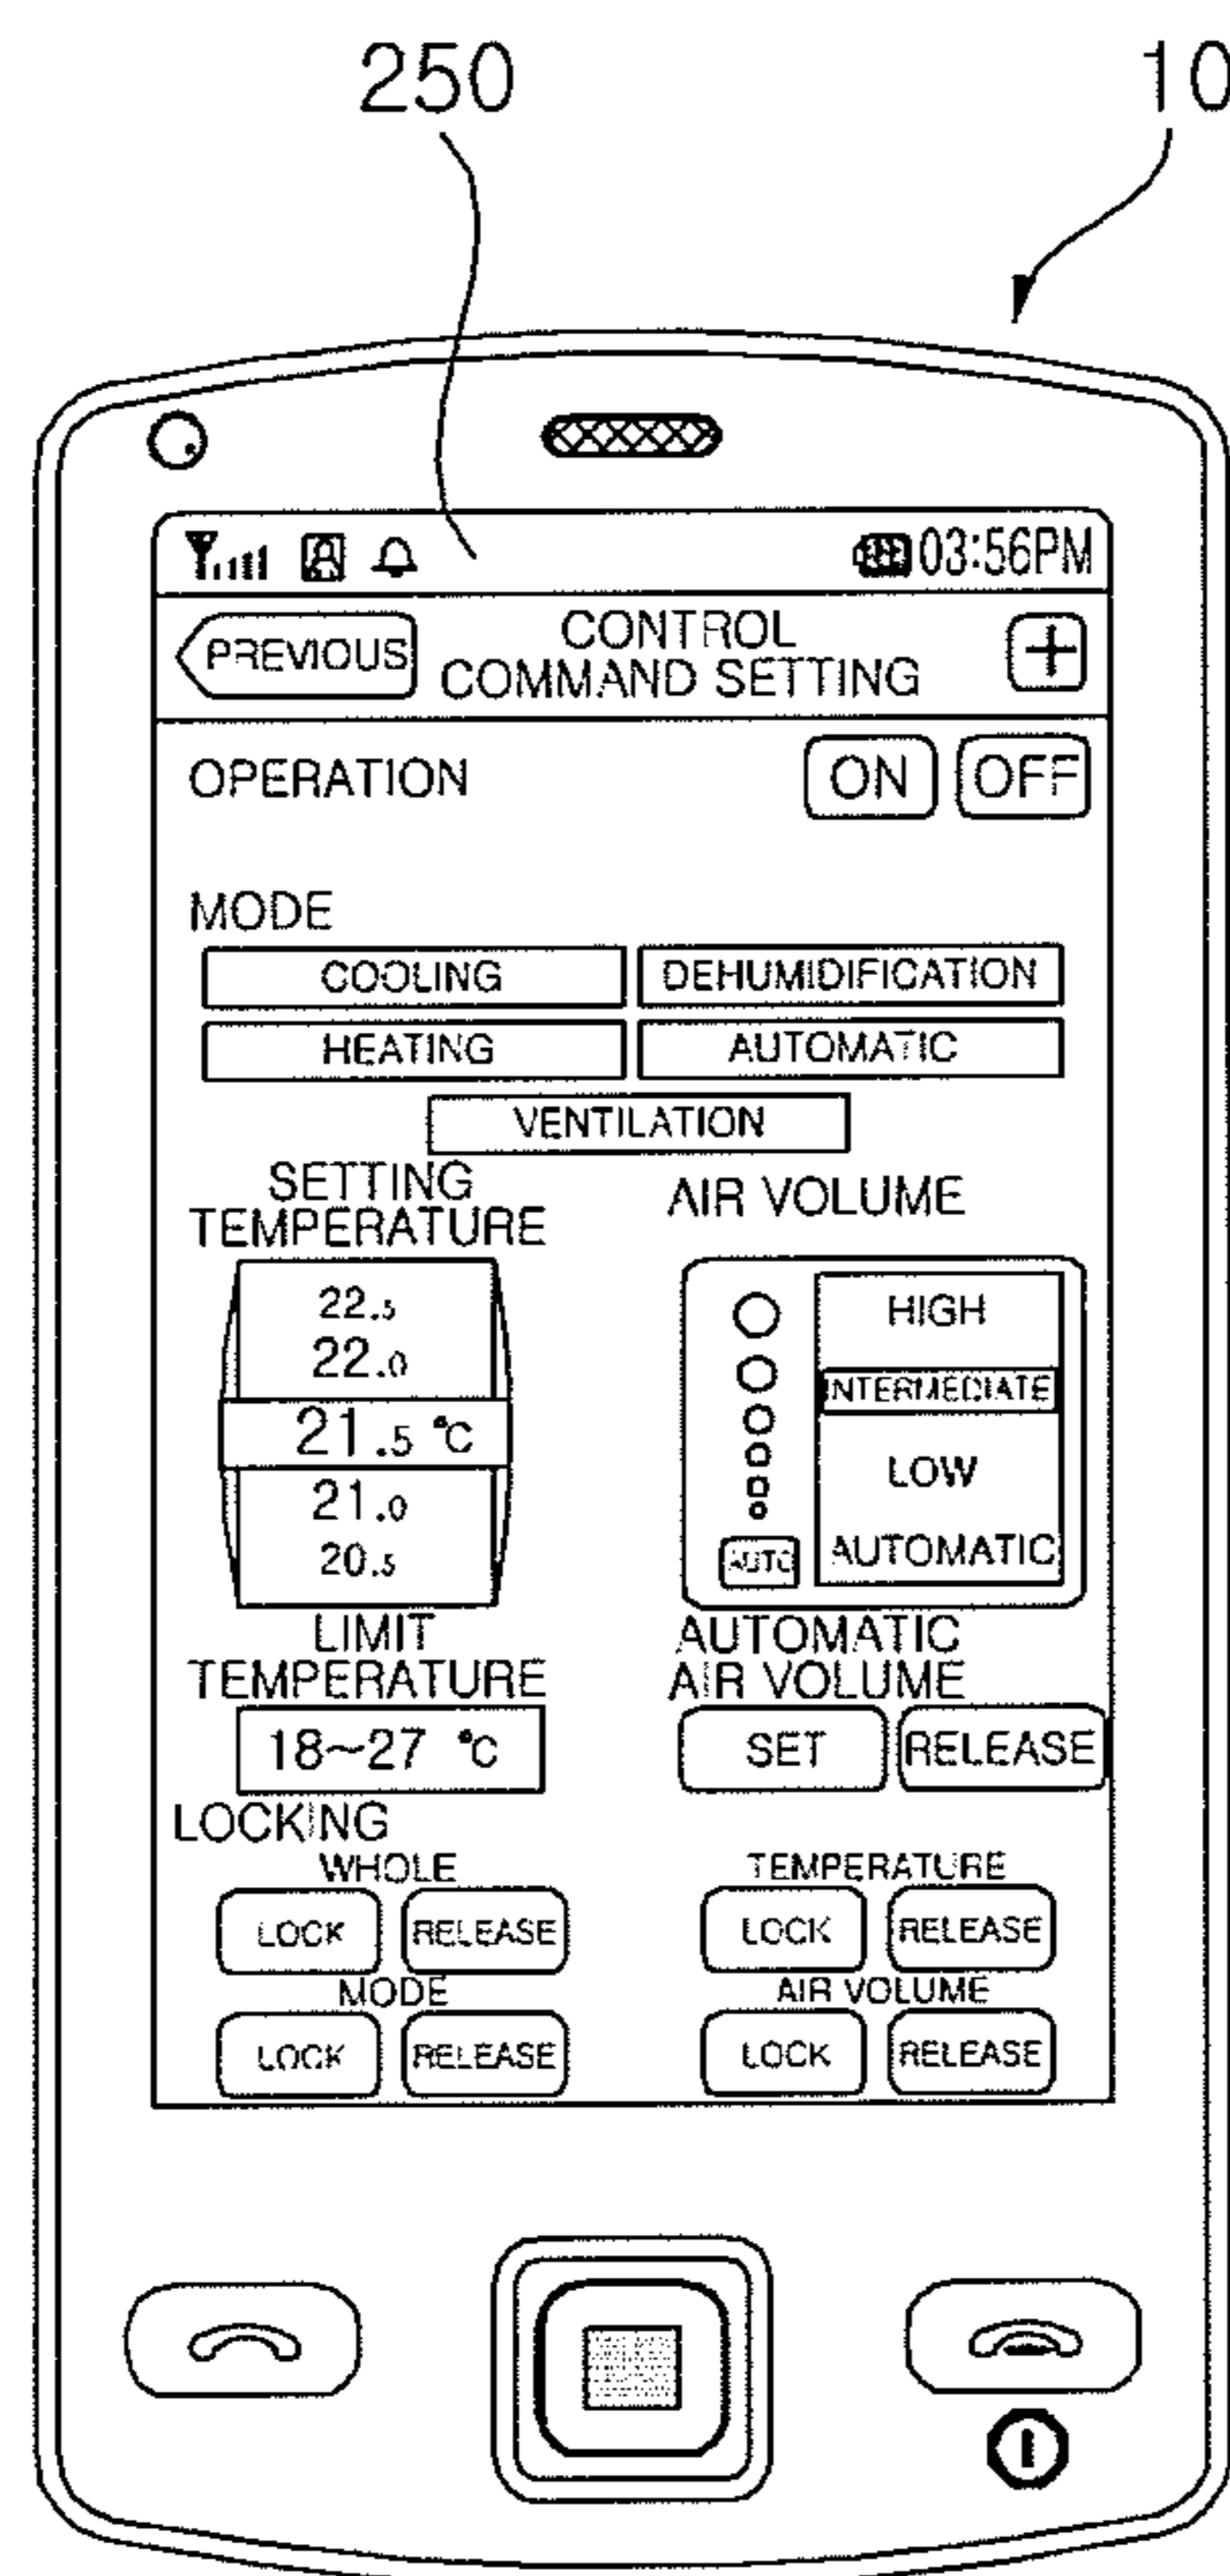 250
10
03:56PM
PREVIOUS
CONTROL
COMMAND SETTING
+
OPERATION
ON
OFF
MODE
COOLING
DEHUMIDIFICATION
HEATING
AUTOMATIC
VENTILATION
SETTING
TEMPERATURE
22.5
22.0
21.5 °C
21.0
20.5
AIR VOLUME
HIGH
INTERMEDIATE
LOW
AUTOMATIC
AUTO
LIMIT
TEMPERATURE
18~27 °C
AUTOMATIC
AIR VOLUME
SET
RELEASE
LOCKING
WHOLE
LOCK
RELEASE
TEMPERATURE
LOCK
RELEASE
MODE
LOCK
RELEASE
AIR VOLUME
LOCK
RELEASE